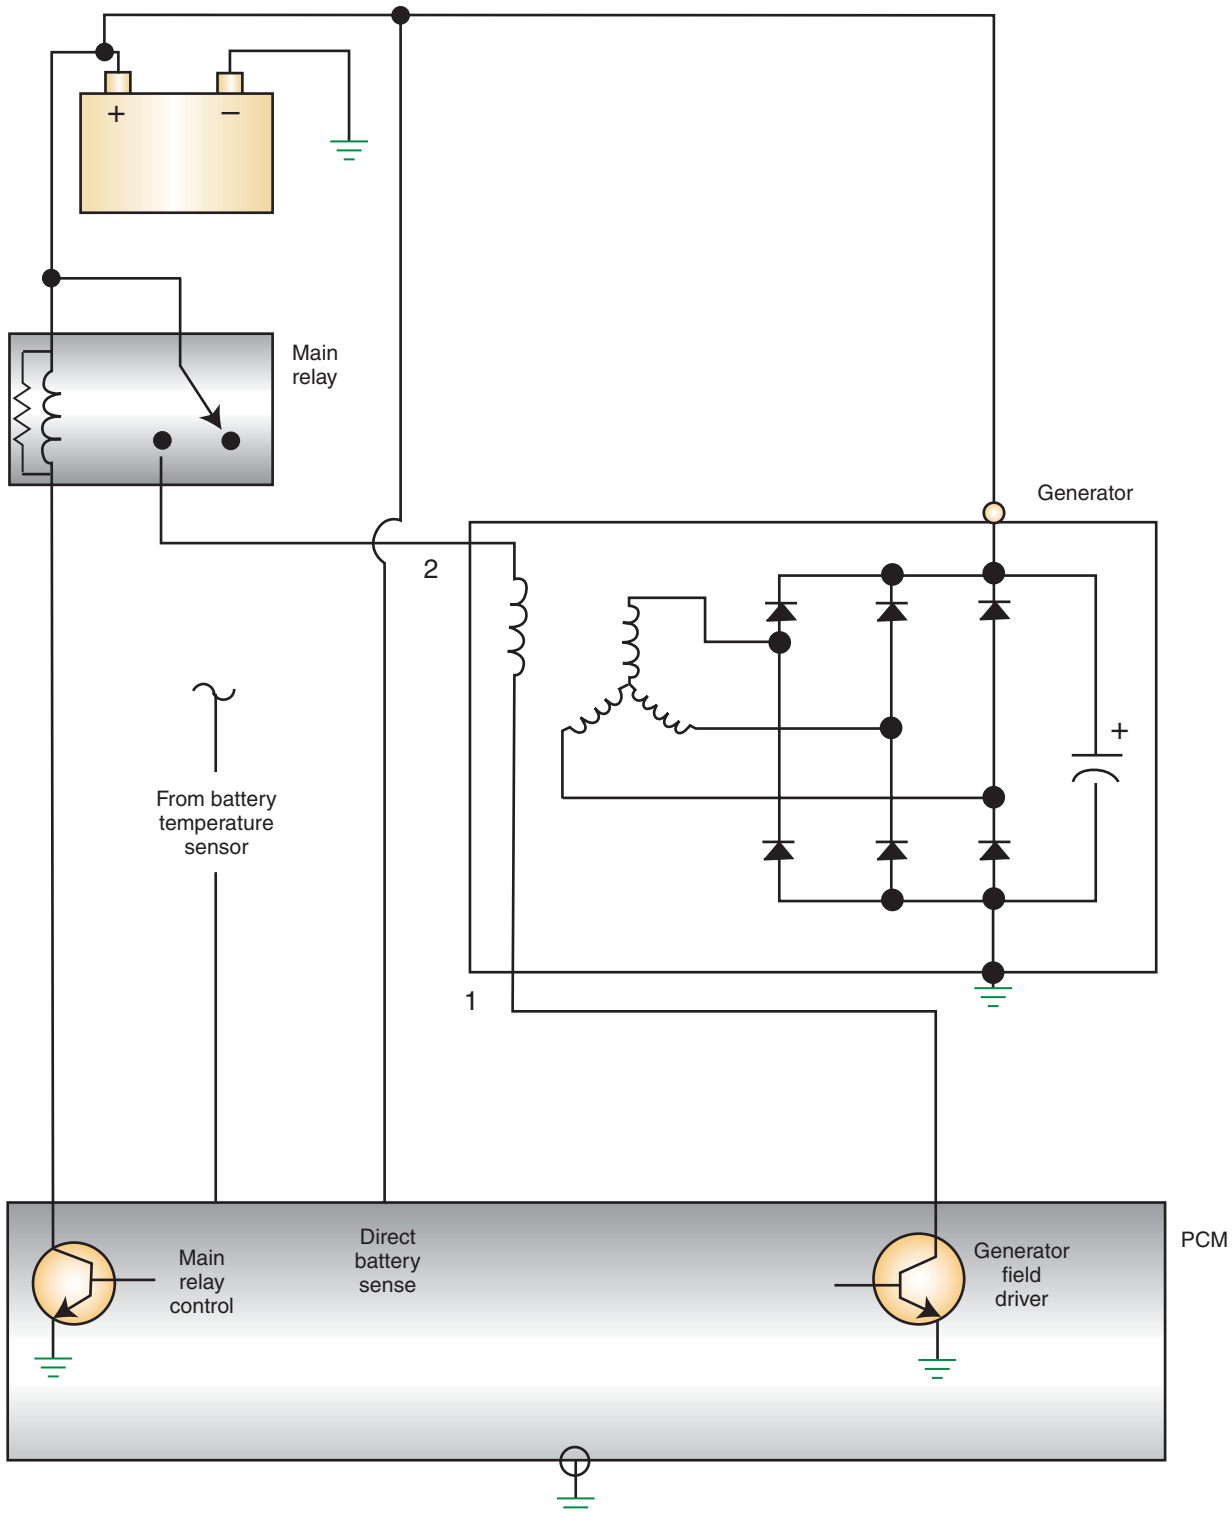 + −
Main
relay
Generator
2
+
From battery
temperature
sensor
1
Main
relay
control
Direct
battery
sense
Generator
field
driver
PCM